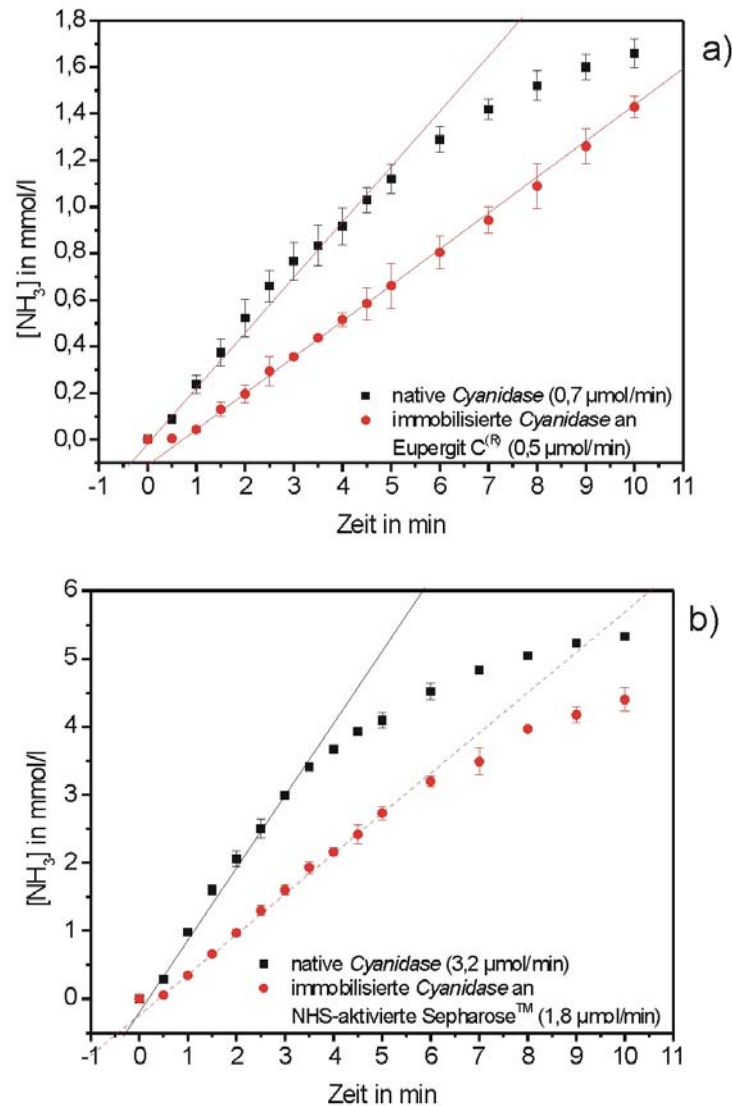 1,8
1,6
1,4
1,2
1,0
0,8
0,6
0,4
0,2
0,0
[NH3] in mmol/l
a)
native Cyanidase (0,7 µmol/min)
immobilisierte Cyanidase an
Eupergit C(R) (0,5 µmol/min)
-1 0 1 2 3 4 5 6 7 8 9 10 11
Zeit in min
6
5
4
3
2
1
0
[NH3] in mmol/l
b)
native Cyanidase (3,2 µmol/min)
immobilisierte Cyanidase an
NHS-aktivierte Sepharose™ (1,8 µmol/min)
-1 0 1 2 3 4 5 6 7 8 9 10 11
Zeit in min